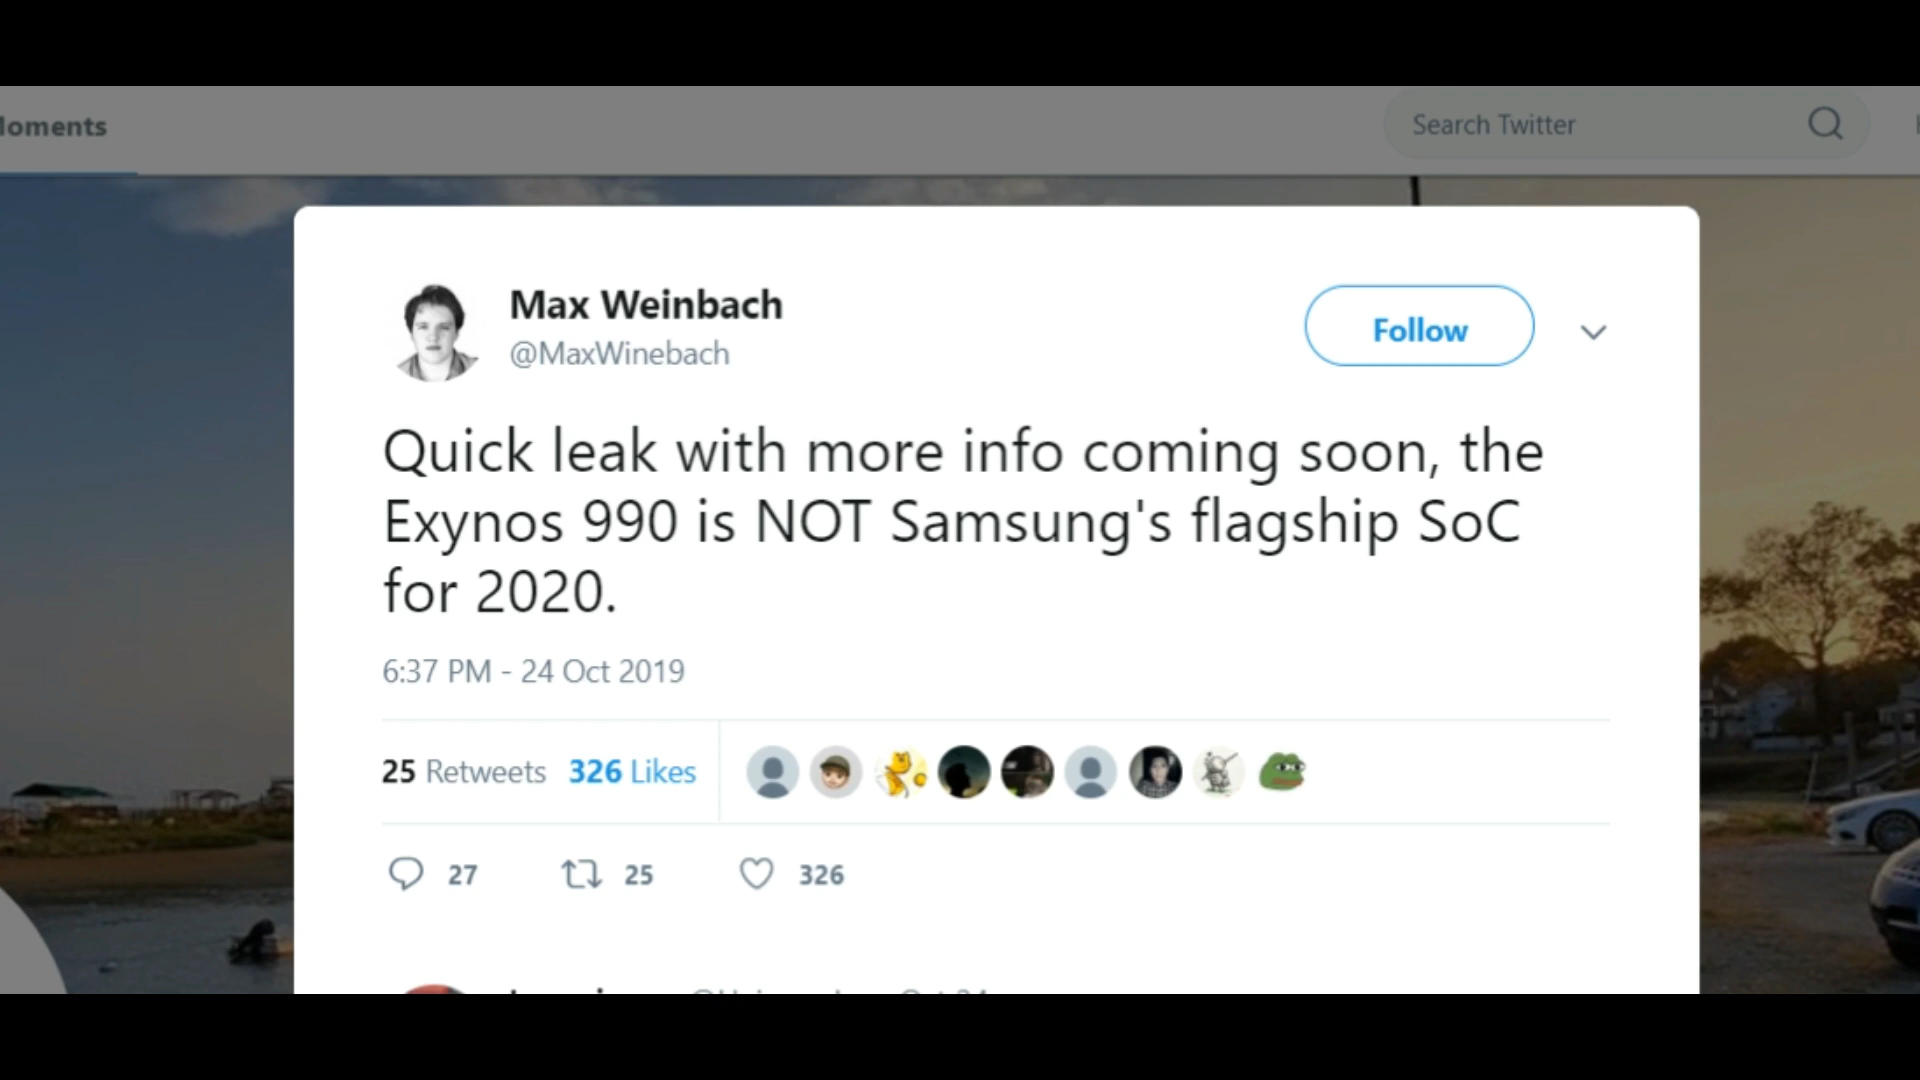 Search Twitter
Max Weinbach
@MaxWinebach
Follow
Quick leak with more info coming soon, the
Exynos 990 is NOT Samsung's flagship SoC
for 2020.
6:37 PM - 24 Oct 2019
25 Retweets 326 Likes
27 25 326